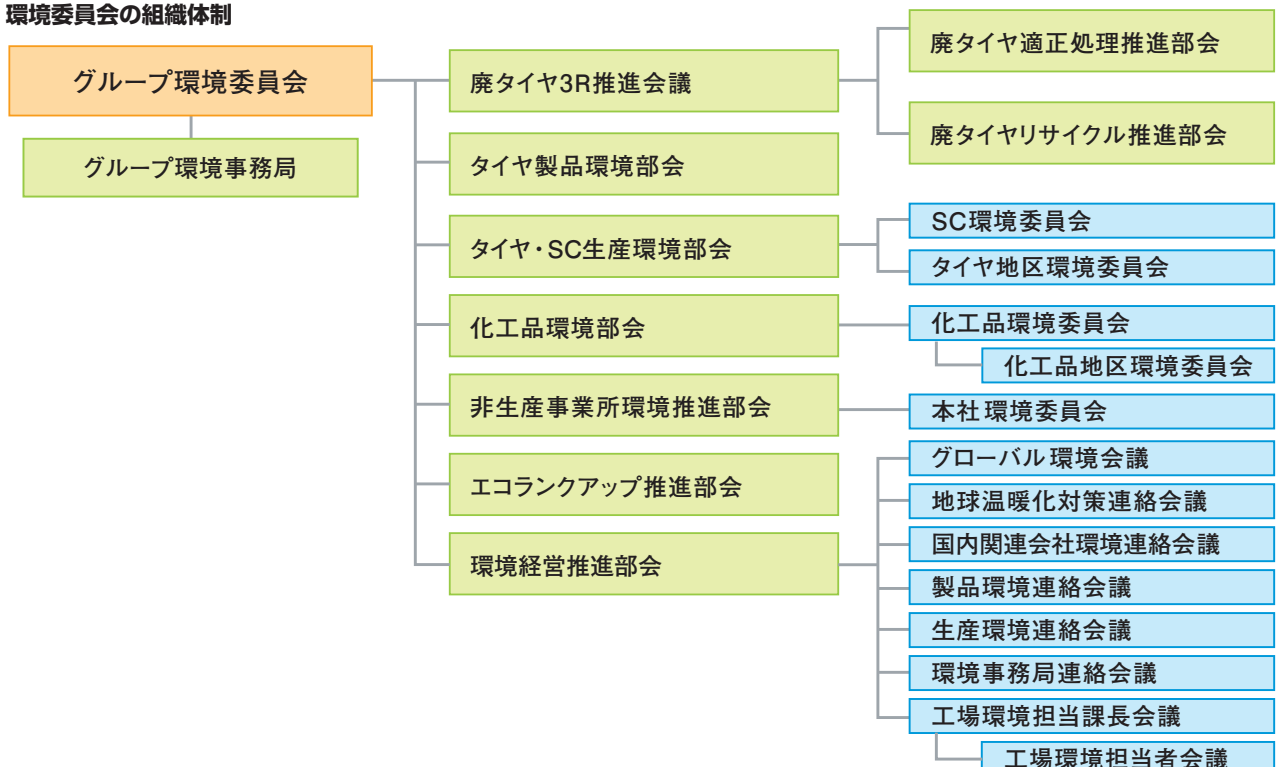 環境委員会の組織体制
グループ環境委員会
グループ環境事務局
廃タイヤ3R推進会議
廃タイヤ適正処理推進部会
廃タイヤリサイクル推進部会
タイヤ製品環境部会
タイヤ・SC生産環境部会
SC環境委員会
タイヤ地区環境委員会
化工品環境部会
化工品環境委員会
化工品地区環境委員会
非生産事業所環境推進部会
本社環境委員会
エコランクアップ推進部会
環境経営推進部会
グローバル環境会議
地球温暖化対策連絡会議
国内関連会社環境連絡会議
製品環境連絡会議
生産環境連絡会議
環境事務局連絡会議
工場環境担当課長会議
工場環境担当者会議